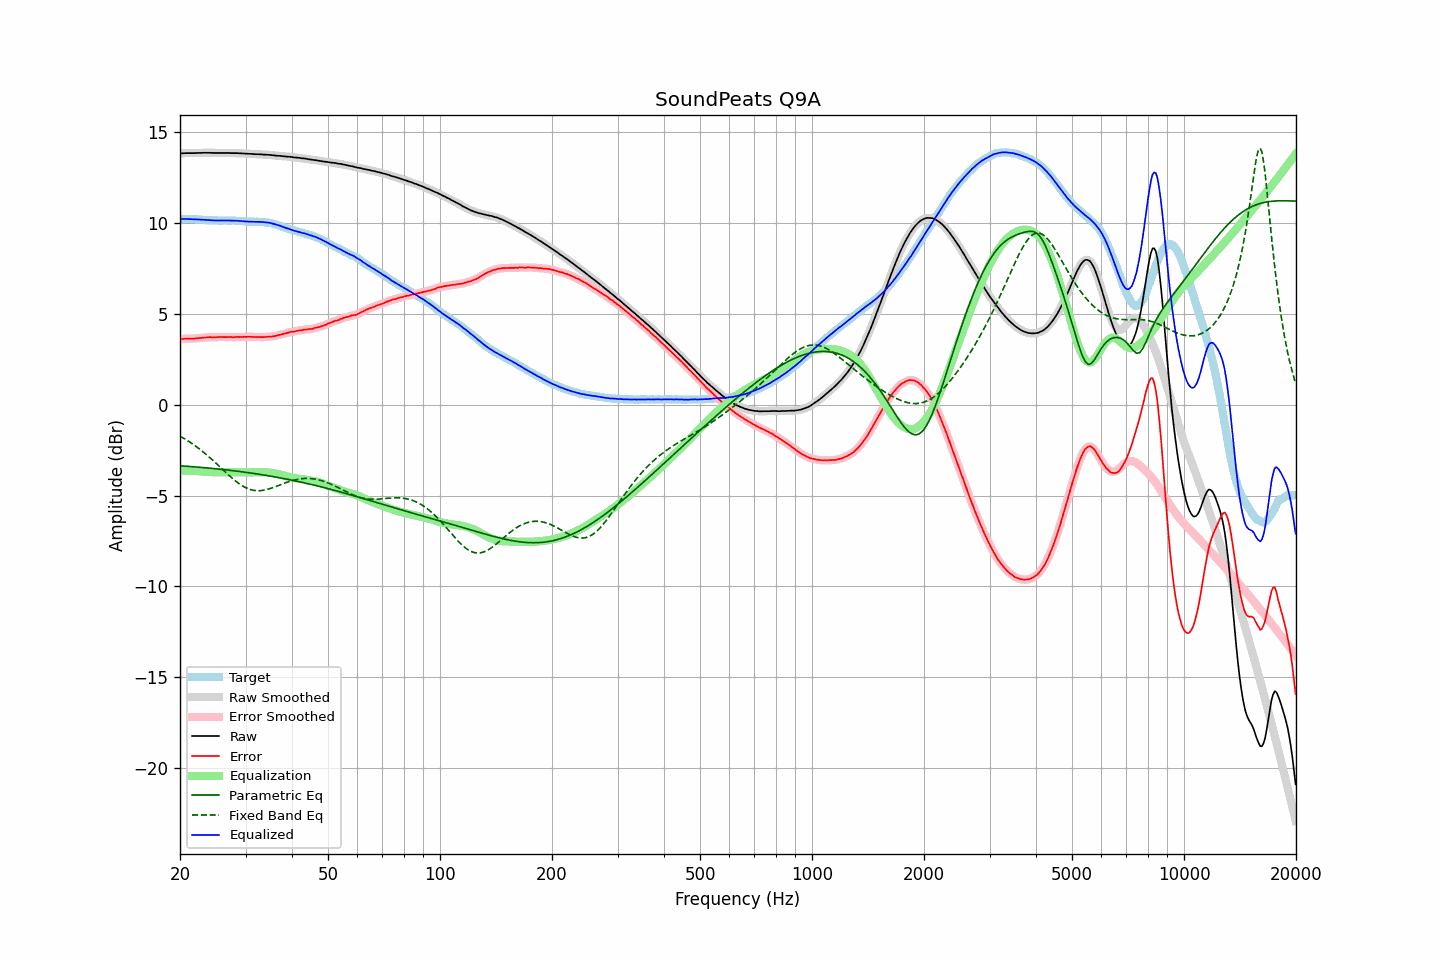 SoundPeats Q9A
Amplitude (dBr)
15
10
5
0
−5
−10
−15
−20
Target
Raw Smoothed
Error Smoothed
Raw
Error
Equalization
Parametric Eq
Fixed Band Eq
Equalized
20 50 100 200 500 1000 2000 5000 10000 20000
Frequency (Hz)